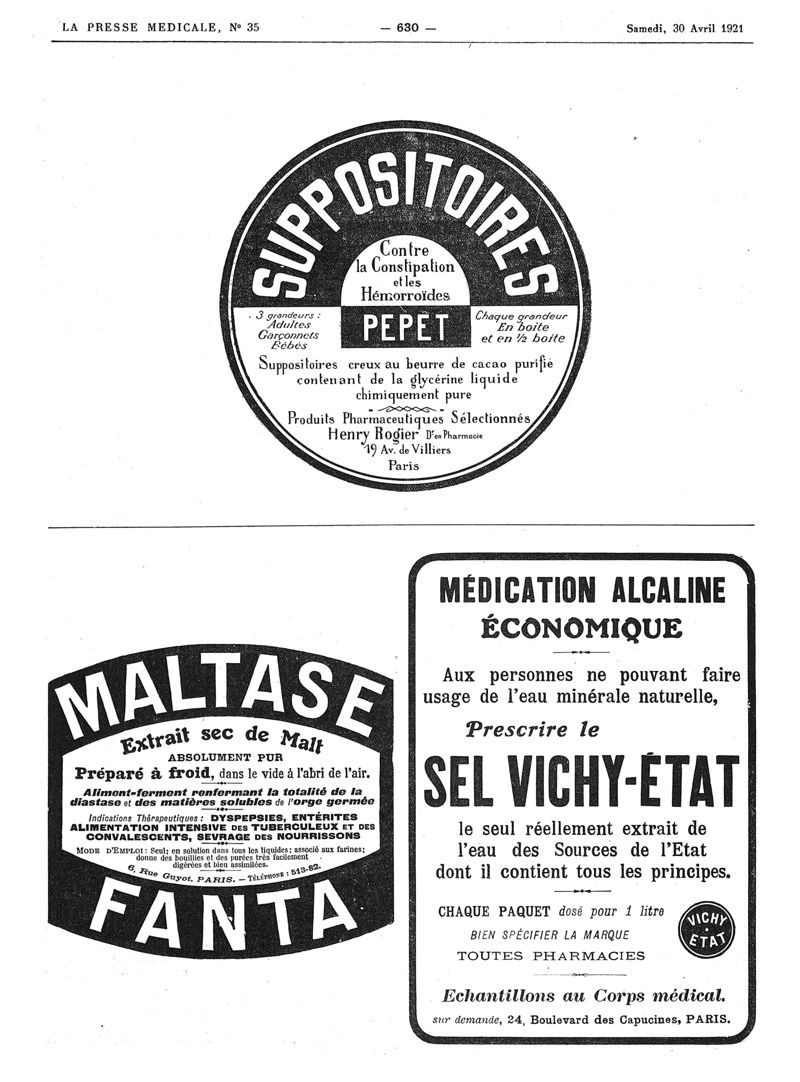 LA PRESSE MEDICALE, N° 35
— 630 —
Samedi, 30 Avril 1921
SUPPOSITOIRES
Contre
la Constipation
et les
Hémorroïdes
PEPET
3 grandeurs :
Adultes
Garçonnets
Bébés
Chaque grandeur
En boite
et en ½ boite
Suppositoires creux au beurre de cacao purifié
contenant de la glycérine liquide
chimiquement pure
Produits Pharmaceutiques Sélectionnés
Henry Rogier Dr en Pharmacie
19 Av. de Villiers
Paris
MALTASE
Extrait sec de Malt
ABSOLUMENT PUR
Préparé à froid, dans le vide à l'abri de l'air.
Aliment-ferment renfermant la totalité de la
diastase et des matières solubles de l'orge germée
Indications Thérapeutiques : DYSPEPSIES, ENTÉRITES
ALIMENTATION INTENSIVE DES TUBERCULEUX ET DES
CONVALESCENTS, SEVRAGE DES NOURRISSONS
MODE D'EMPLOI : Seul; en solution dans tous les liquides; associé aux farines;
donne des bouillies et des purées très facilement
digérées et bien assimilées.
6, Rue Guyot, PARIS. — TÉLÉPHONE : 513-82.
FANTA
MÉDICATION ALCALINE
ÉCONOMIQUE
Aux personnes ne pouvant faire
usage de l'eau minérale naturelle,
Prescrire le
SEL VICHY-ÉTAT
le seul réellement extrait de
l'eau des Sources de l'Etat
dont il contient tous les principes.
CHAQUE PAQUET dosé pour 1 litre
BIEN SPÉCIFIER LA MARQUE
TOUTES PHARMACIES
VICHY
ETAT
Echantillons au Corps médical.
sur demande, 24, Boulevard des Capucines, PARIS.